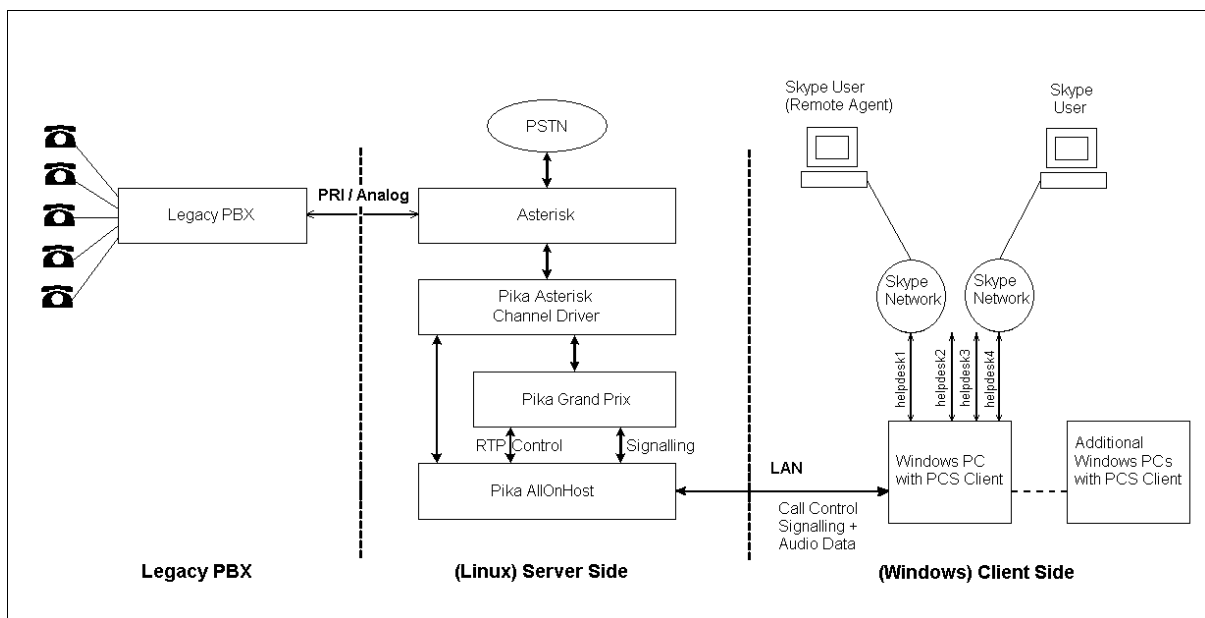 Skype User
(Remote Agent)
Skype
User
PSTN
PRI / Analog
Legacy PBX
Asterisk
Pika Asterisk
Channel Driver
Skype
Network
Skype
Network
helpdesk1
helpdesk2
helpdesk3
helpdesk4
Pika Grand Prix
RTP Control
Signalling
Pika AllOnHost
LAN
Call Control
Signalling +
Audio Data
Windows PC
with PCS Client
Additional
Windows PCs
with PCS Client
Legacy PBX
(Linux) Server Side
(Windows) Client Side